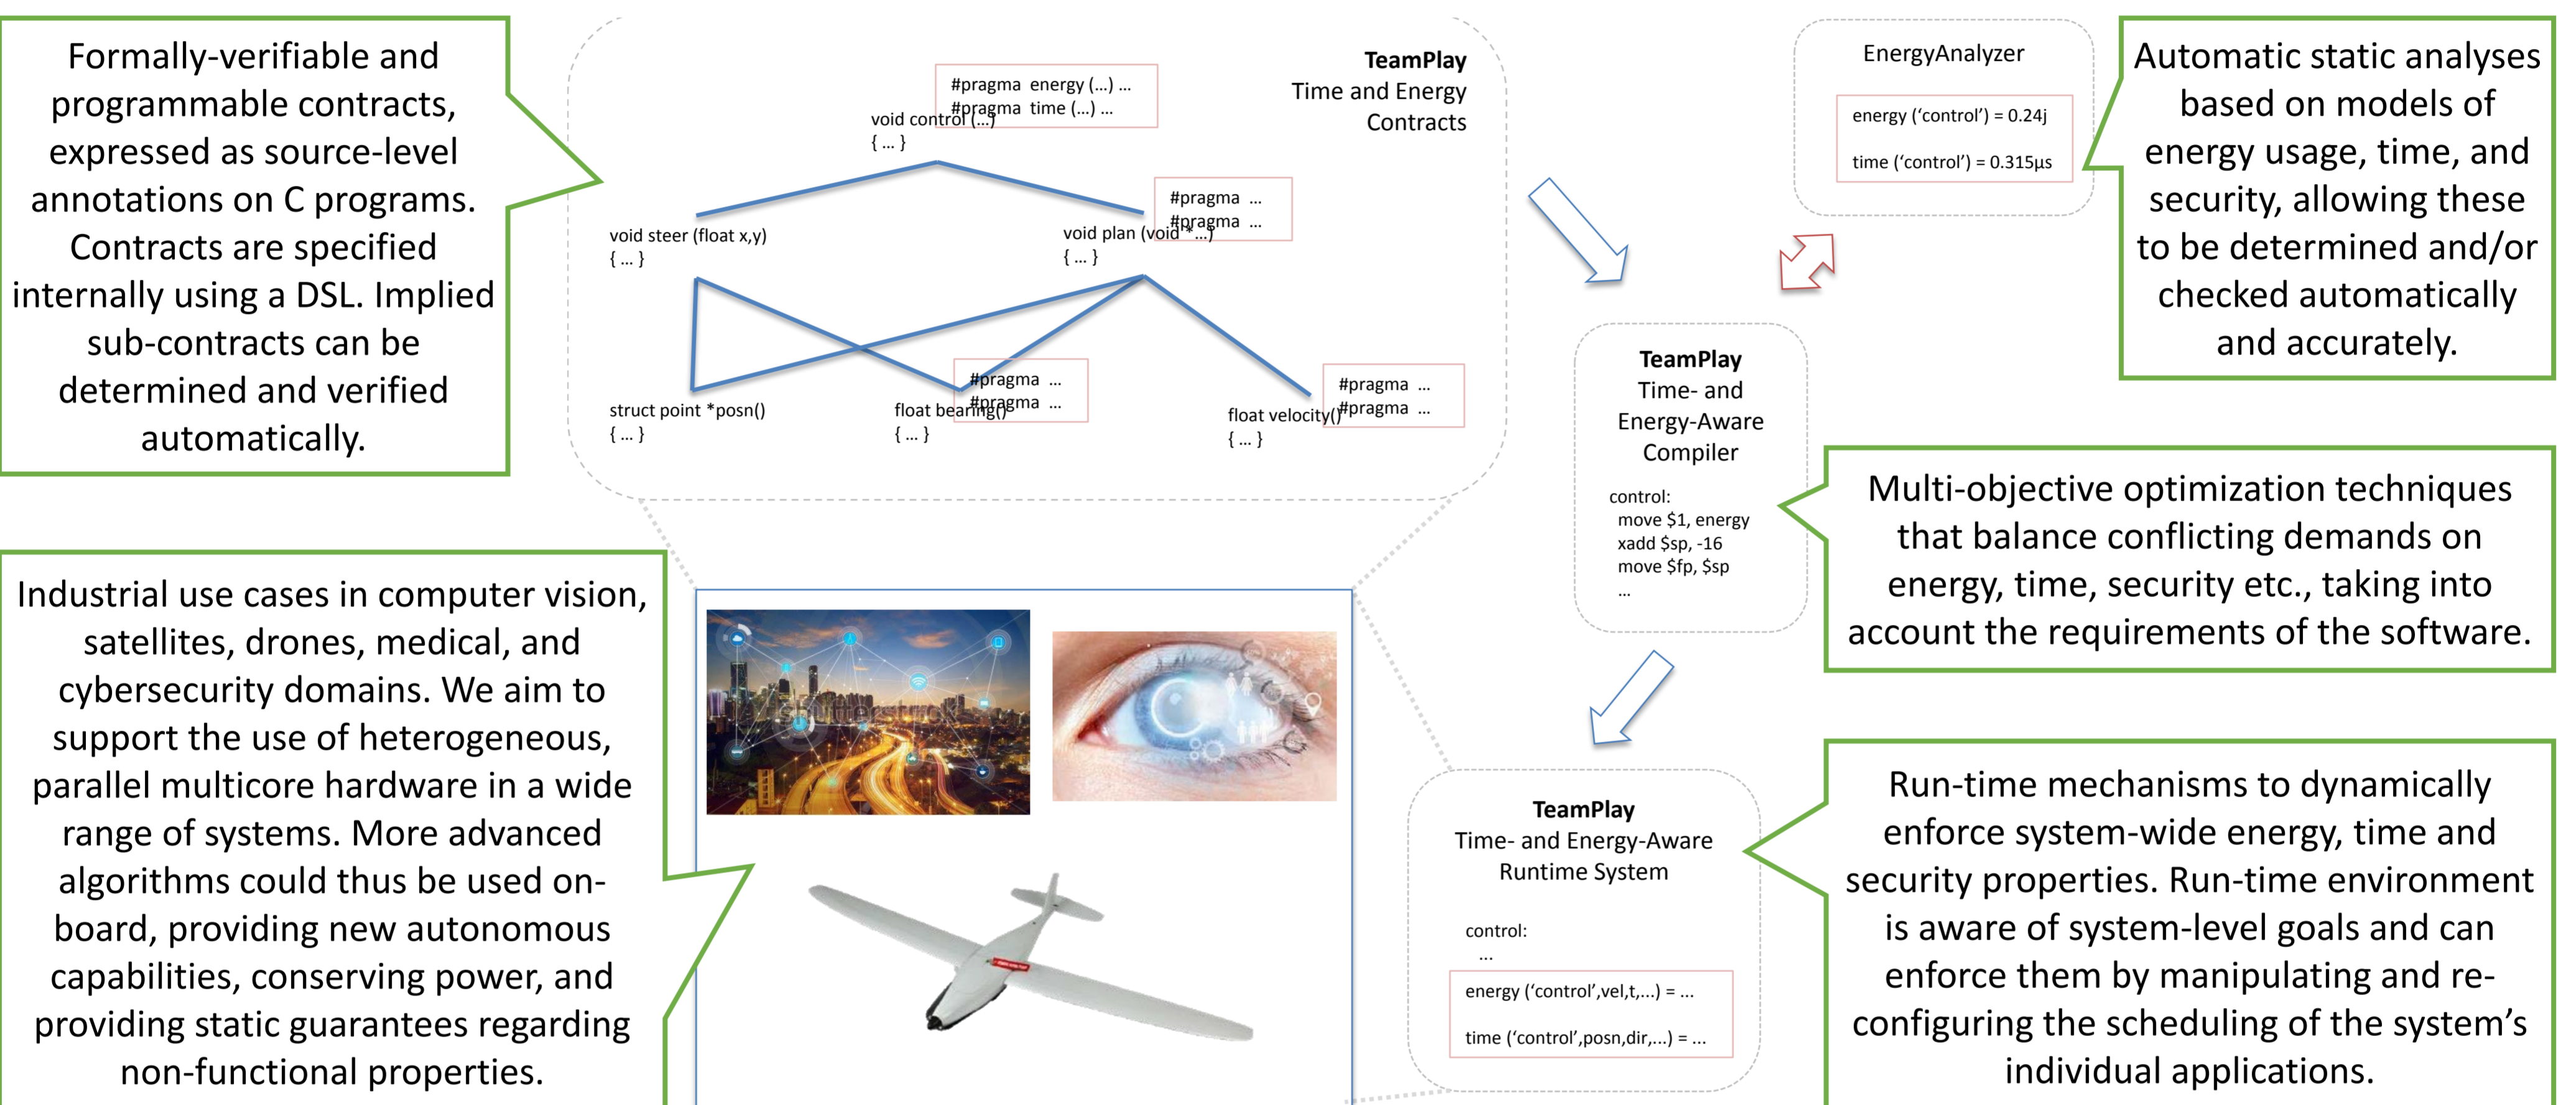 Formally-verifiable and
programmable contracts,
expressed as source-level
annotations on C programs.
Contracts are specified
internally using a DSL. Implied
sub-contracts can be
determined and verified
automatically.
TeamPlay
Time and Energy
Contracts
#pragma energy (...) ...
#pragma time (...) ...
void control (...)
{ ... }
#pragma ...
#pragma ...
void steer (float x,y)
{ ... }
void plan (void *...)
{ ... }
#pragma ...
#pragma ...
#pragma ...
#pragma ...
struct point *posn()
{ ... }
float bearing()
{ ... }
float velocity()
{ ... }
EnergyAnalyzer
energy (‘control’) = 0.24j
time (‘control’) = 0.315µs
Automatic static analyses
based on models of
energy usage, time, and
security, allowing these
to be determined and/or
checked automatically
and accurately.
TeamPlay
Time- and
Energy-Aware
Compiler
control:
move $1, energy
xadd $sp, -16
move $fp, $sp
...
Multi-objective optimization techniques
that balance conflicting demands on
energy, time, security etc., taking into
account the requirements of the software.
Industrial use cases in computer vision,
satellites, drones, medical, and
cybersecurity domains. We aim to
support the use of heterogeneous,
parallel multicore hardware in a wide
range of systems. More advanced
algorithms could thus be used on-
board, providing new autonomous
capabilities, conserving power, and
providing static guarantees regarding
non-functional properties.
TeamPlay
Time- and Energy-Aware
Runtime System
control:
...
energy (‘control’,vel,t,...) = ...
time (‘control’,posn,dir,...) = ...
Run-time mechanisms to dynamically
enforce system-wide energy, time and
security properties. Run-time environment
is aware of system-level goals and can
enforce them by manipulating and re-
configuring the scheduling of the system’s
individual applications.